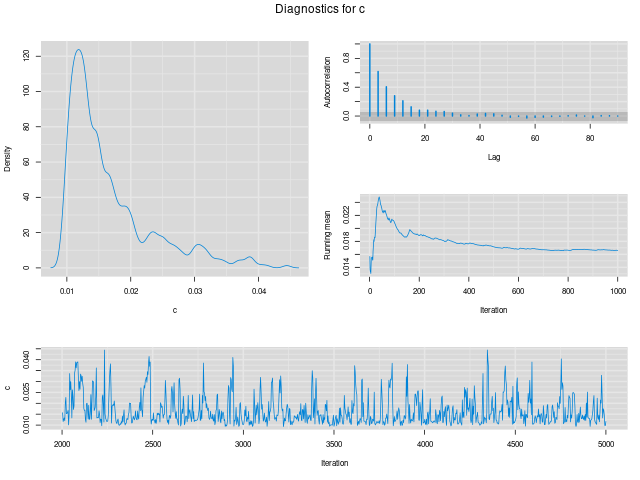 Diagnostics for c
Density
0 20 40 60 80 100 120
0.01 0.02 0.03 0.04
c
Autocorrelation
0.0 0.4 0.8
0 20 40 60 80
Lag
Running mean
0.014 0.018 0.022
0 200 400 600 800 1000
Iteration
c
0.010 0.025 0.040
2000 2500 3000 3500 4000 4500 5000
Iteration